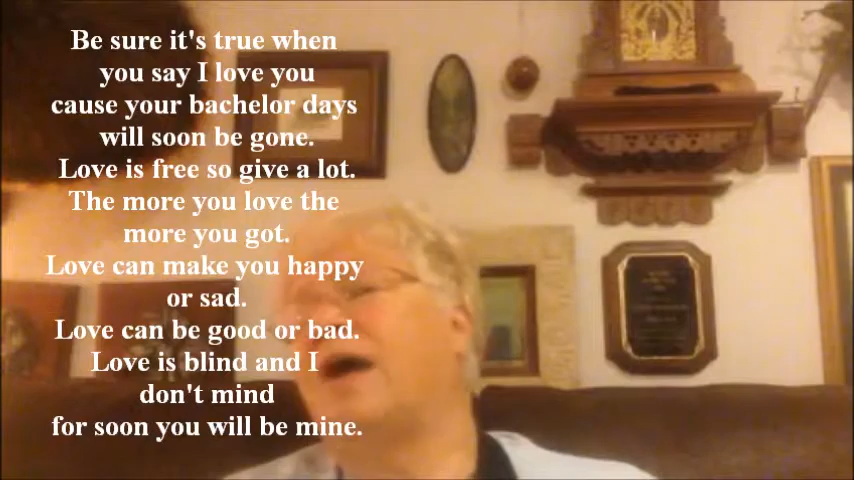 Be sure it's true when
you say I love you
cause your bachelor days
will soon be gone.
Love is free so give a lot.
The more you love the
more you got.
Love can make you happy
or sad.
Love can be good or bad.
Love is blind and I
don't mind
for soon you will be mine.